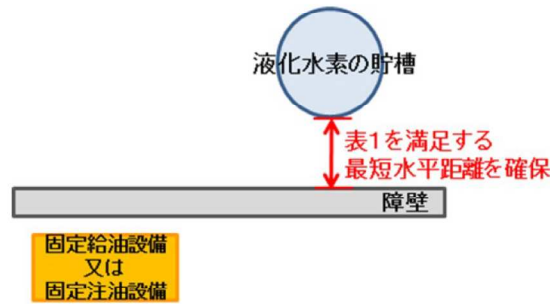 液化水素の貯槽
表1を満足する
最短水平距離を確保
障壁
固定給油設備
又は
固定注油設備